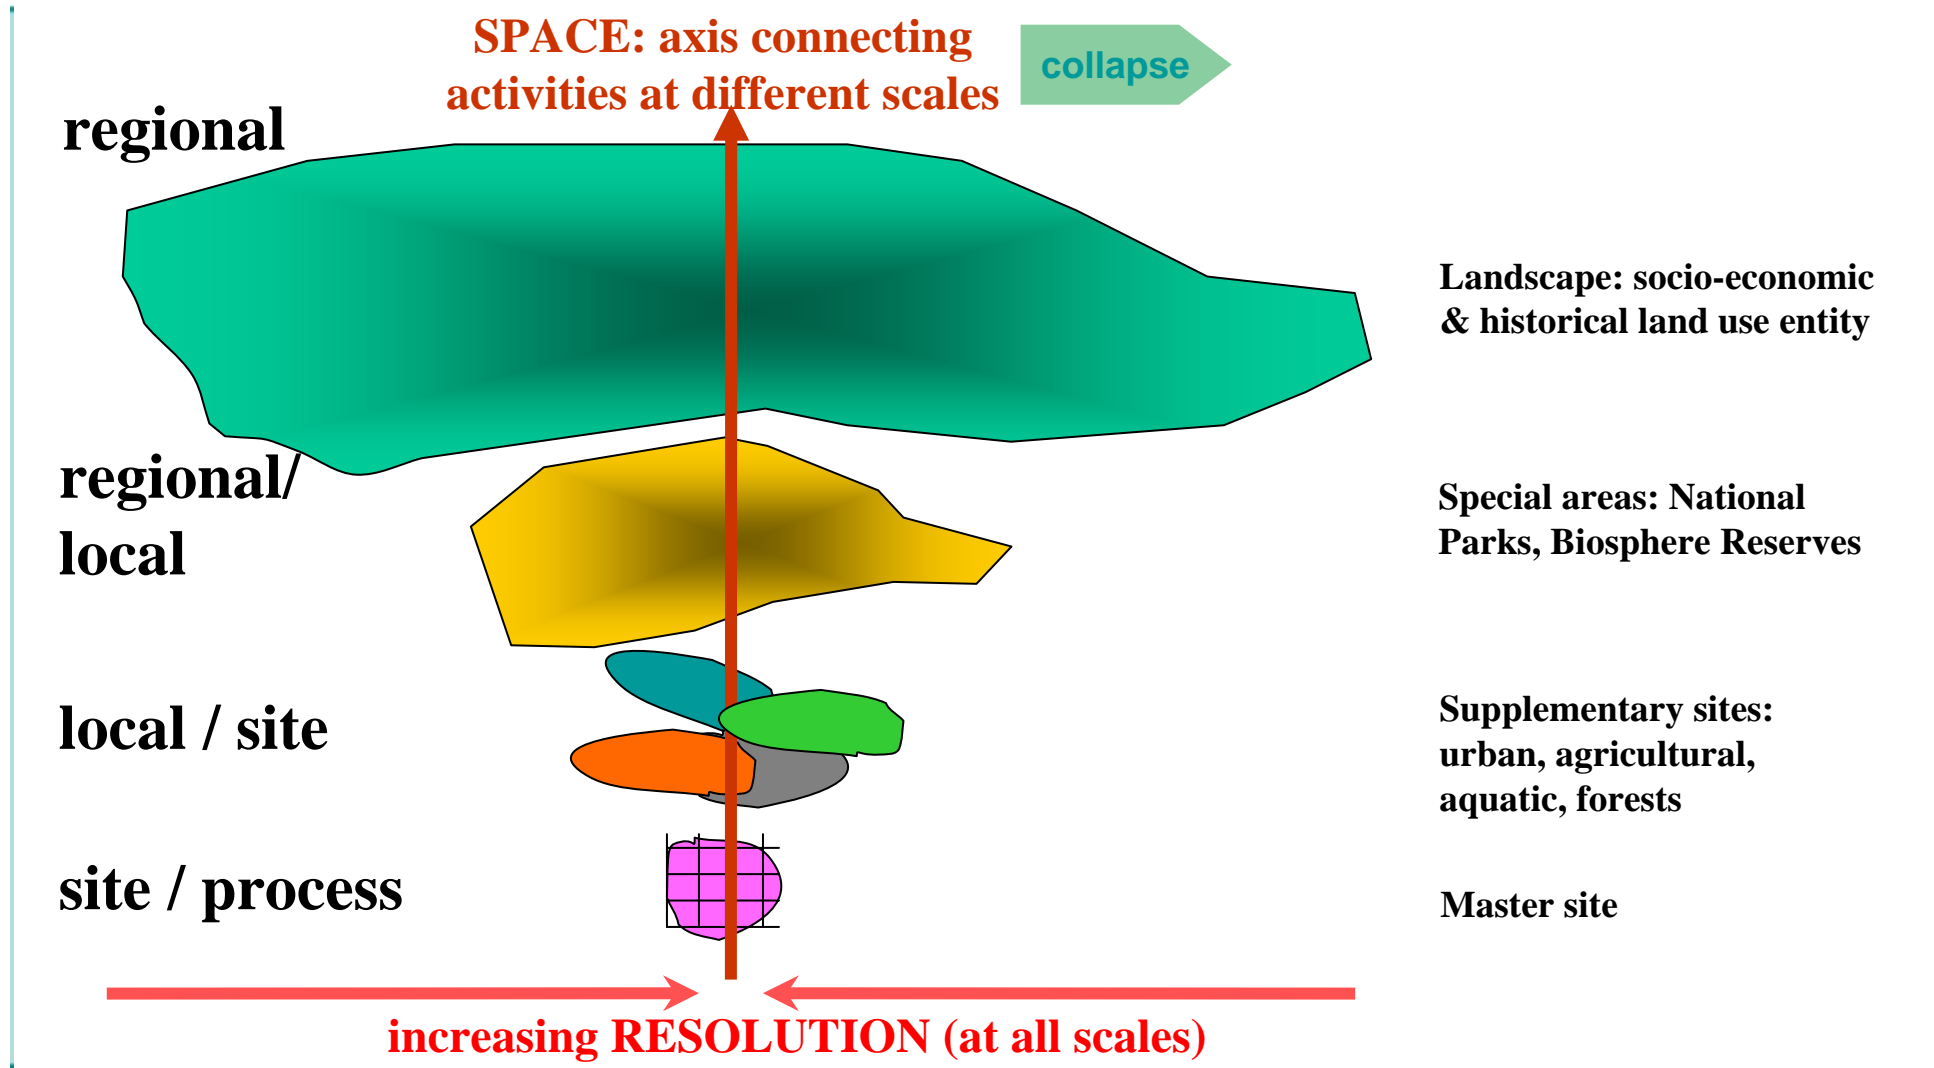 SPACE: axis connecting
activities at different scales
collapse
regional
Landscape: socio-economic
& historical land use entity
regional/
local
Special areas: National
Parks, Biosphere Reserves
local / site
Supplementary sites:
urban, agricultural,
aquatic, forests
site / process
Master site
increasing RESOLUTION (at all scales)